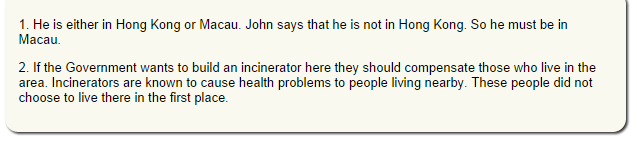 1. He is either in Hong Kong or Macau. John says that he is not in Hong Kong. So he must be in
Macau.
2. If the Government wants to build an incinerator here they should compensate those who live in the
area. Incinerators are known to cause health problems to people living nearby. These people did not
choose to live there in the first place.